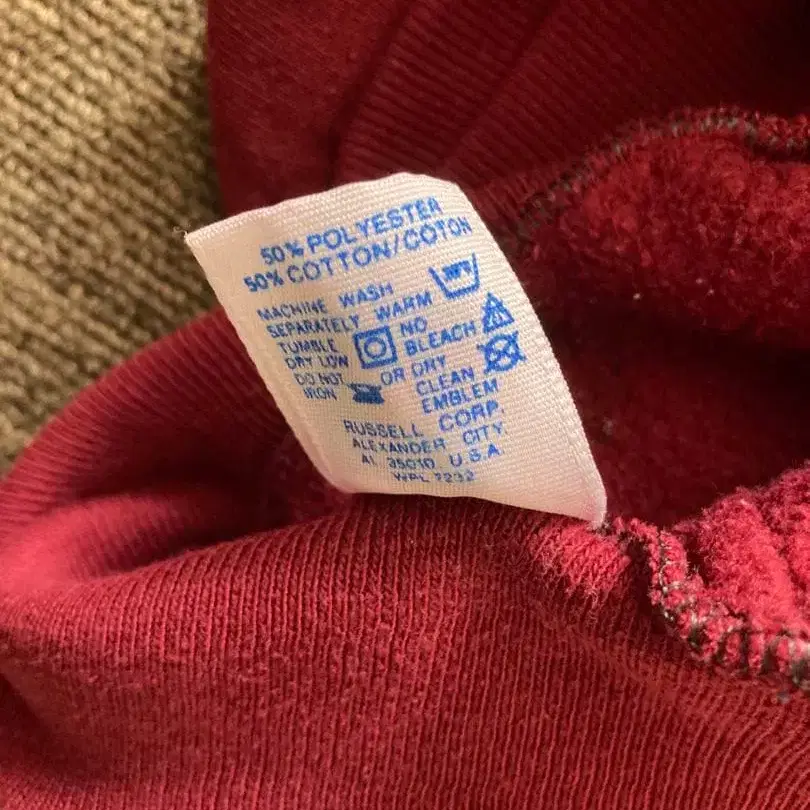 50% POLYESTER
50% COTTON/COTON
MACHINE WASH
SEPARATELY WARM
TUMBLE NO
DRY LOW BLEACH
DO NOT OR DRY
IRON CLEAN
EMBLEM
RUSSELL CORP.
ALEXANDER CITY
AL 35010 U.S.A
WPL 7232